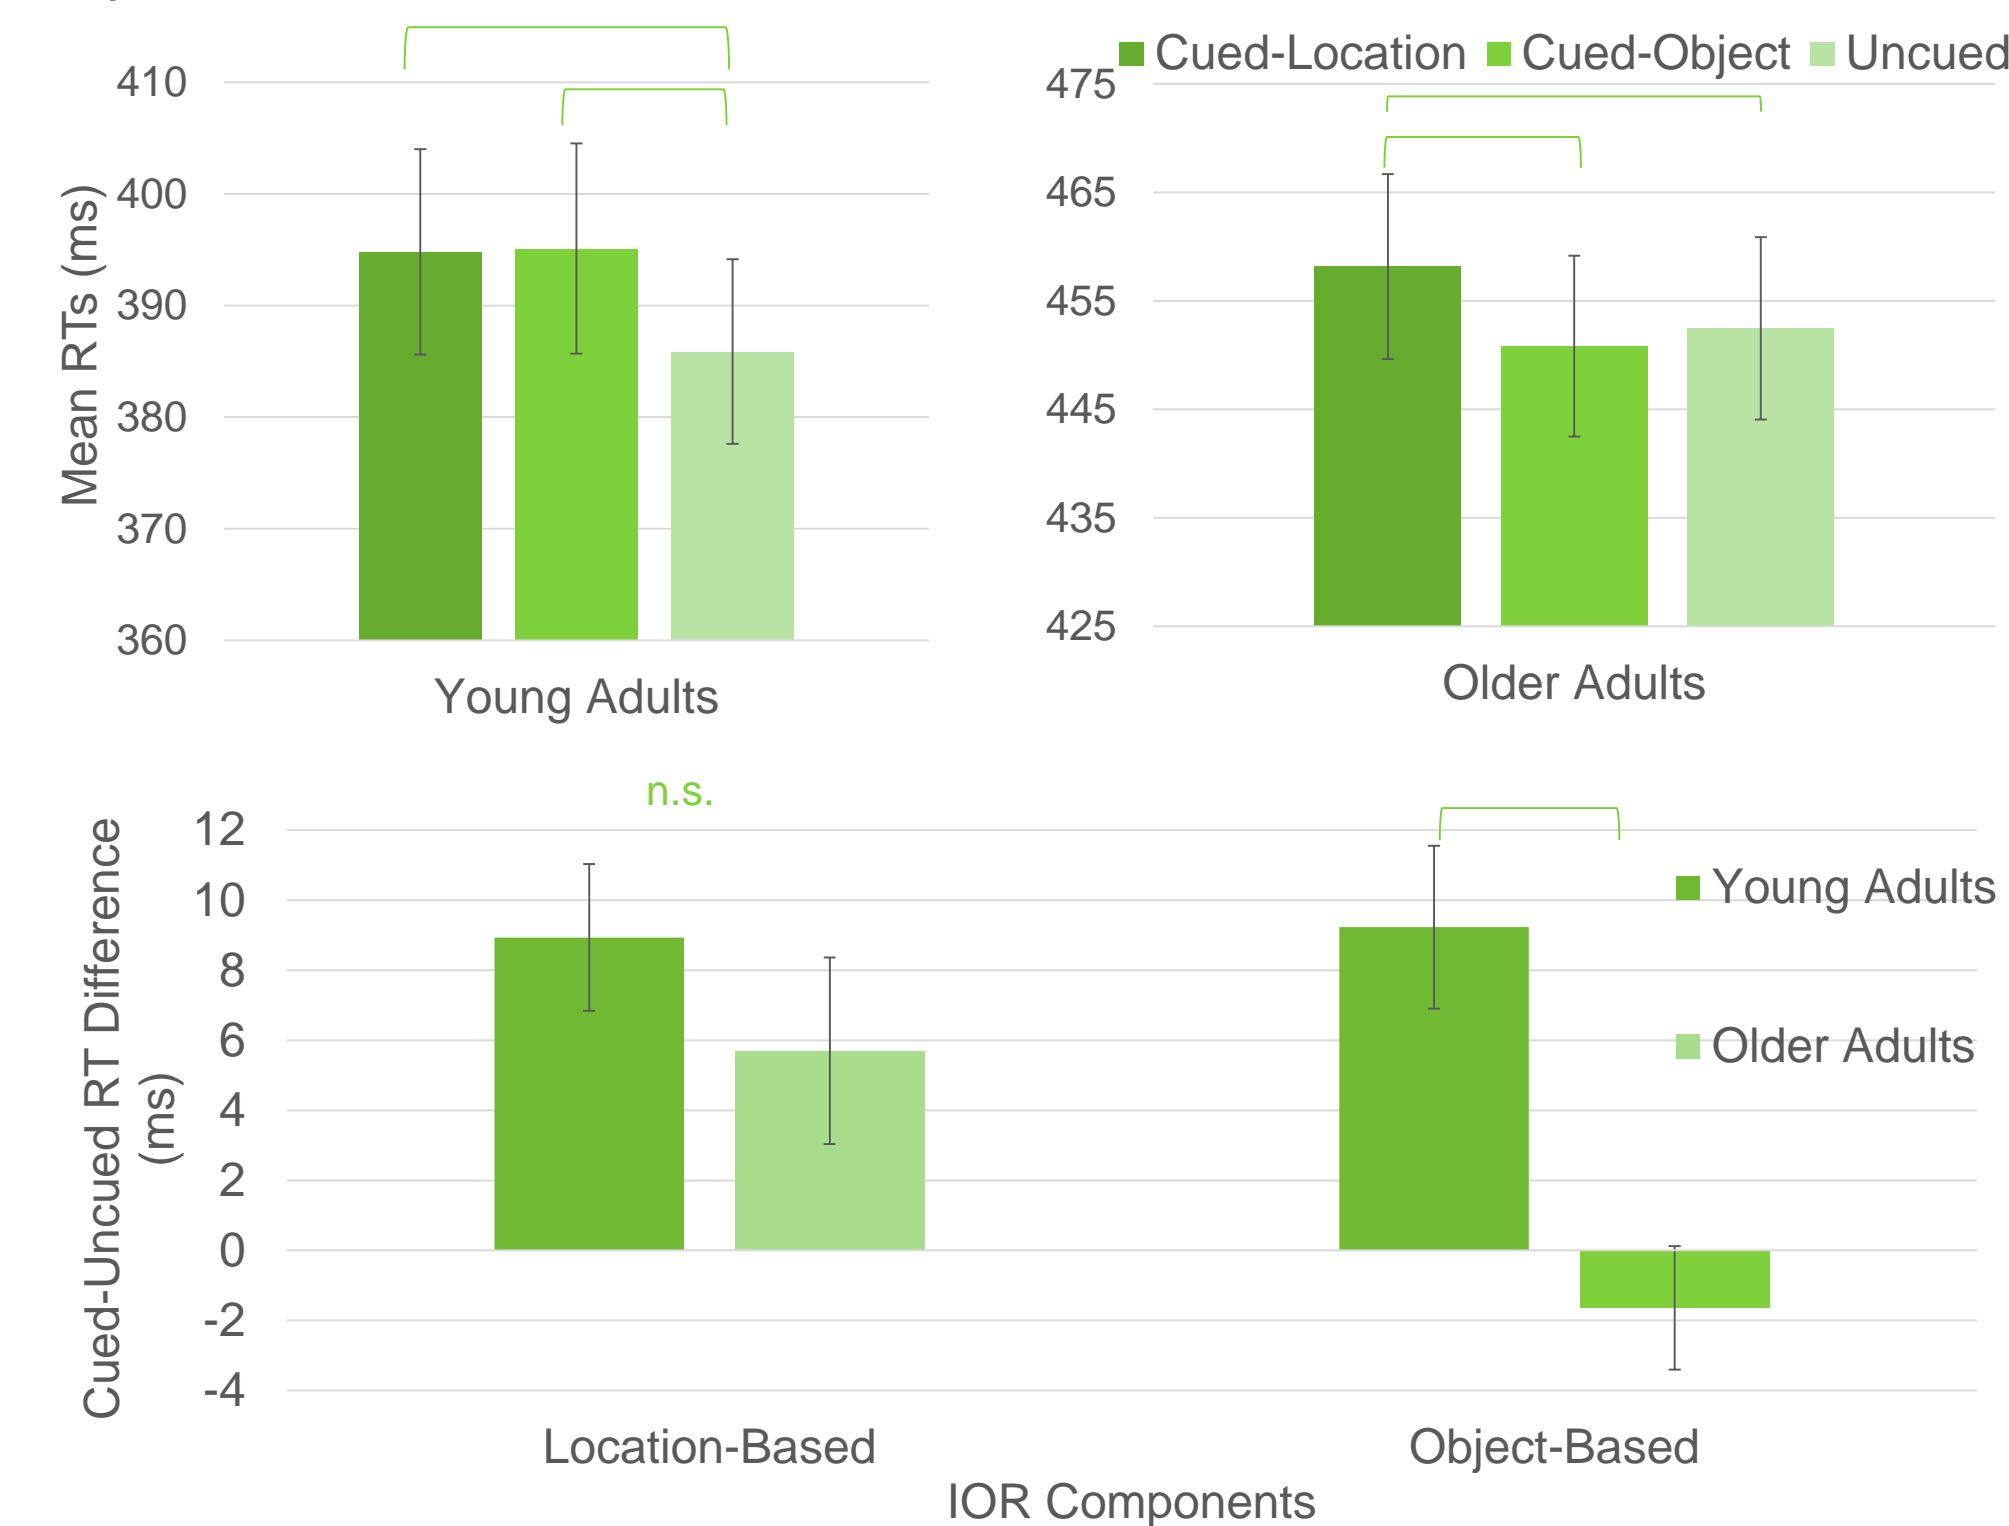 Cued-Location Cued-Object Uncued
410
400
390
380
370
360
Mean RTs (ms)
Young Adults
475
465
455
445
435
425
Older Adults
n.s.
12
10
8
6
4
2
0
-2
-4
Cued-Uncued RT Difference
(ms)
Young Adults
Older Adults
Location-Based
Object-Based
IOR Components